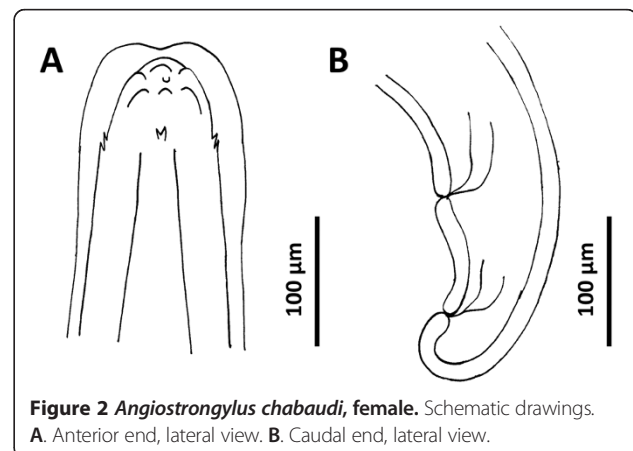 A
B
100 µm
100 µm
Figure 2 Angiostrongylus chabaudi, female. Schematic drawings.
A. Anterior end, lateral view. B. Caudal end, lateral view.